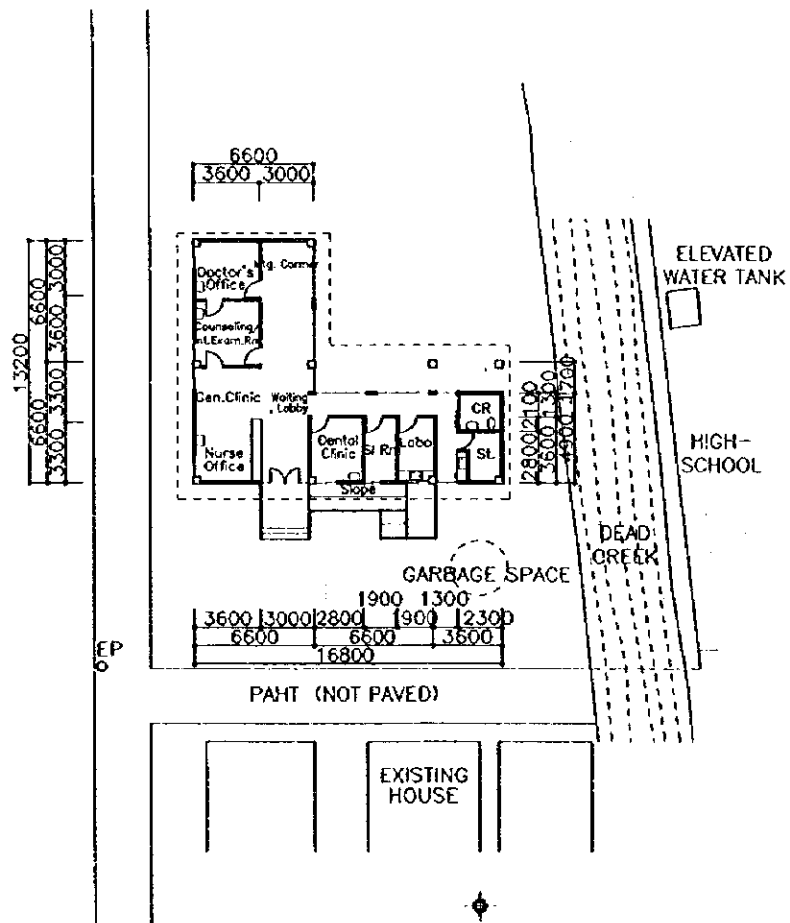 6600
3600 3000
3000
6600
3600
13200
3300
6600
3300
Doctor's
Office
Mtg. Corner
Counseling/
Int.Exam.Rm
Gen.Clinic
Waiting
Lobby
Nurse
Office
Dental
Clinic
St Rm
Labo
CR
St.
Slope
2100
2800
1300
3600
1700
4900
ELEVATED
WATER TANK
HIGH-
SCHOOL
DEAD
CREEK
GARBAGE SPACE
1900 1300
3600 3000 2800 1900 2300
6600 6600 3600
16800
EP
PAHT (NOT PAVED)
EXISTING
HOUSE